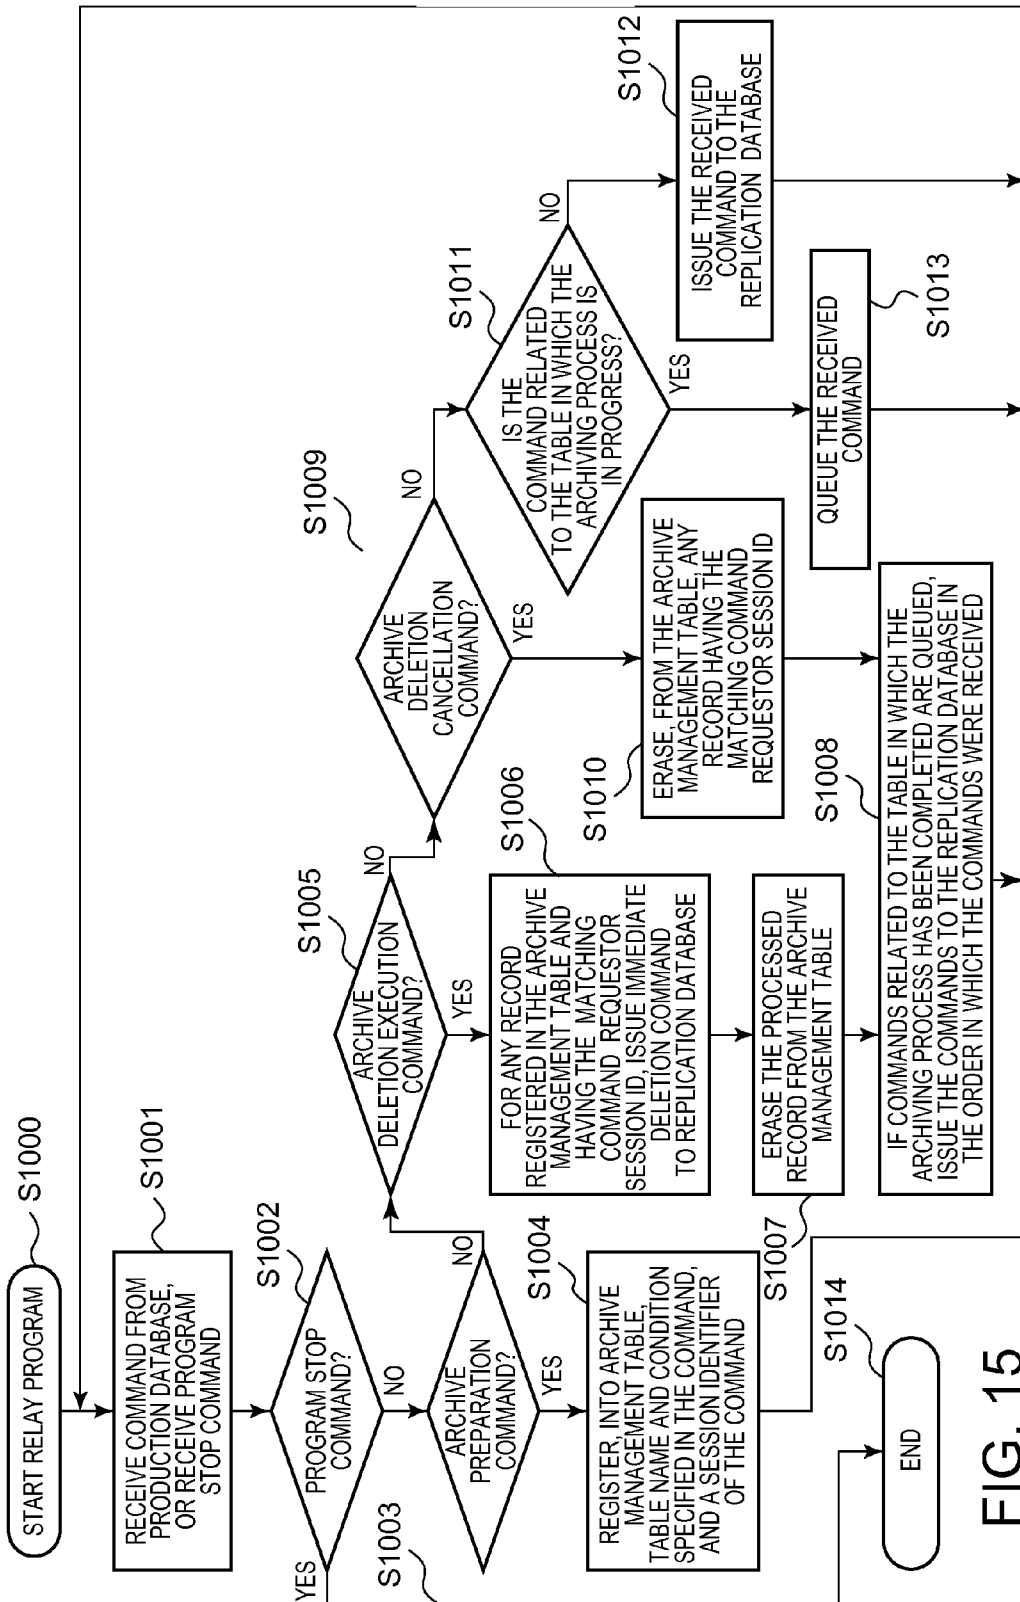 START RELAY PROGRAM
S1000
RECEIVE COMMAND FROM
PRODUCTION DATABASE,
OR RECEIVE PROGRAM
STOP COMMAND
S1001
PROGRAM STOP
COMMAND?
S1002
YES
NO
ARCHIVE
PREPARATION
COMMAND?
S1003
NO
YES
REGISTER, INTO ARCHIVE
MANAGEMENT TABLE,
TABLE NAME AND CONDITION
SPECIFIED IN THE COMMAND,
AND A SESSION IDENTIFIER
OF THE COMMAND
S1004
ARCHIVE
DELETION EXECUTION
COMMAND?
S1005
NO
YES
FOR ANY RECORD
REGISTERED IN THE ARCHIVE
MANAGEMENT TABLE AND
HAVING THE MATCHING
COMMAND REQUESTOR
SESSION ID, ISSUE IMMEDIATE
DELETION COMMAND
TO REPLICATION DATABASE
S1006
ERASE THE PROCESSED
RECORD FROM THE ARCHIVE
MANAGEMENT TABLE
S1007
IF COMMANDS RELATED TO THE TABLE IN WHICH THE
ARCHIVING PROCESS HAS BEEN COMPLETED ARE QUEUED,
ISSUE THE COMMANDS TO THE REPLICATION DATABASE IN
THE ORDER IN WHICH THE COMMANDS WERE RECEIVED
S1008
ARCHIVE
DELETION
CANCELLATION
COMMAND?
S1009
NO
YES
ERASE, FROM THE ARCHIVE
MANAGEMENT TABLE, ANY
RECORD HAVING THE
MATCHING COMMAND
REQUESTOR SESSION ID
S1010
IS THE
COMMAND RELATED
TO THE TABLE IN WHICH THE
ARCHIVING PROCESS IS
IN PROGRESS?
S1011
NO
YES
ISSUE THE RECEIVED
COMMAND TO THE
REPLICATION DATABASE
S1012
QUEUE THE RECEIVED
COMMAND
S1013
END
S1014
FIG. 15